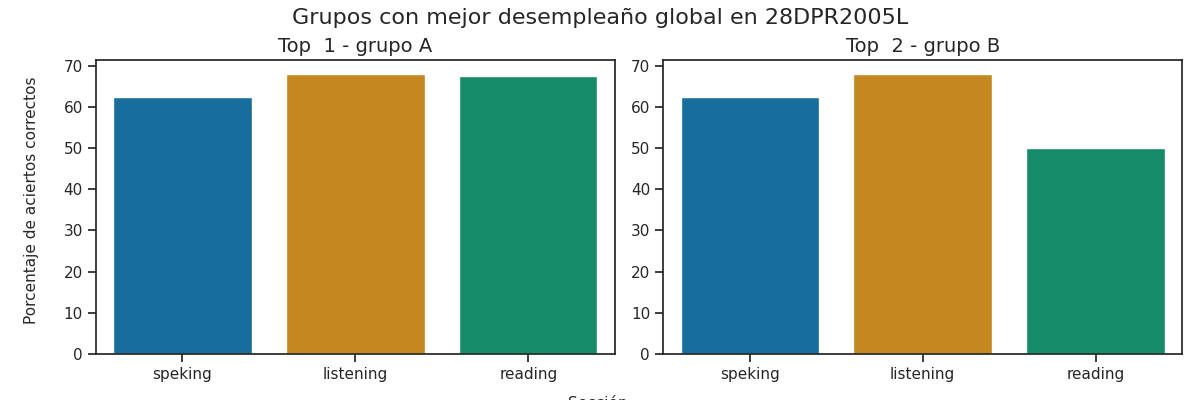 Grupos con mejor desempleaño global en 28DPR2005L
Top  1 - grupo A
Top  2 - grupo B
Porcentaje de aciertos correctos
70
60
50
40
30
20
10
0
speking
listening
reading
70
60
50
40
30
20
10
0
speking
listening
reading
Sección